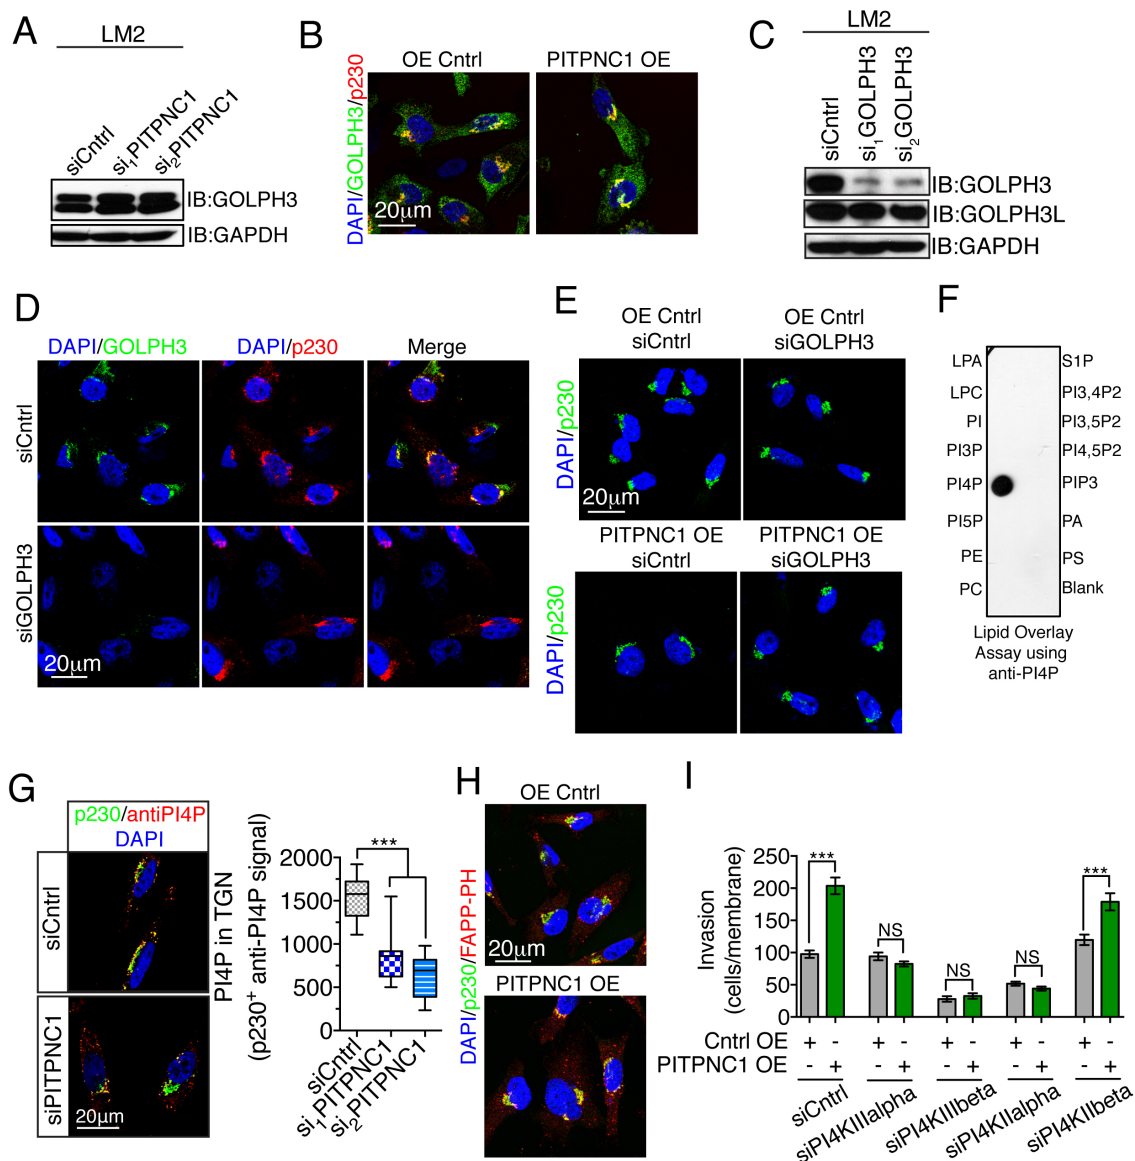 A
LM2
siCntrl
si1PITPNC1
si2PITPNC1
IB:GOLPH3
IB:GAPDH
B
OE Cntrl
PITPNC1 OE
DAPI/GOLPH3/p230
20μm
C
LM2
siCntrl
si1GOLPH3
si2GOLPH3
IB:GOLPH3
IB:GOLPH3L
IB:GAPDH
D
DAPI/GOLPH3
DAPI/p230
Merge
siCntrl
siGOLPH3
20μm
E
OE Cntrl
siCntrl
OE Cntrl
siGOLPH3
DAPI/p230
20μm
PITPNC1 OE
siCntrl
PITPNC1 OE
siGOLPH3
DAPI/p230
F
LPA
S1P
LPC
PI3,4P2
PI
PI3,5P2
PI3P
PI4,5P2
PI4P
PIP3
PI5P
PA
PE
PS
PC
Blank
Lipid Overlay
Assay using
anti-PI4P
G
p230/antiPI4P
DAPI
siCntrl
siPITPNC1
20μm
PI4P in TGN
(p230+ anti-PI4P signal)
2000
1500
1000
500
0
***
siCntrl
si1PITPNC1
si2PITPNC1
H
OE Cntrl
20μm
PITPNC1 OE
DAPI/p230/FAPP-PH
I
Invasion
(cells/membrane)
250
200
150
100
50
0
***
NS
NS
NS
***
Cntrl OE + - + - + - + - + -
PITPNC1 OE - + - + - + - + - +
siCntrl
siPI4KIIIalpha
siPI4KIIIbeta
siPI4KIIalpha
siPI4KIIbeta